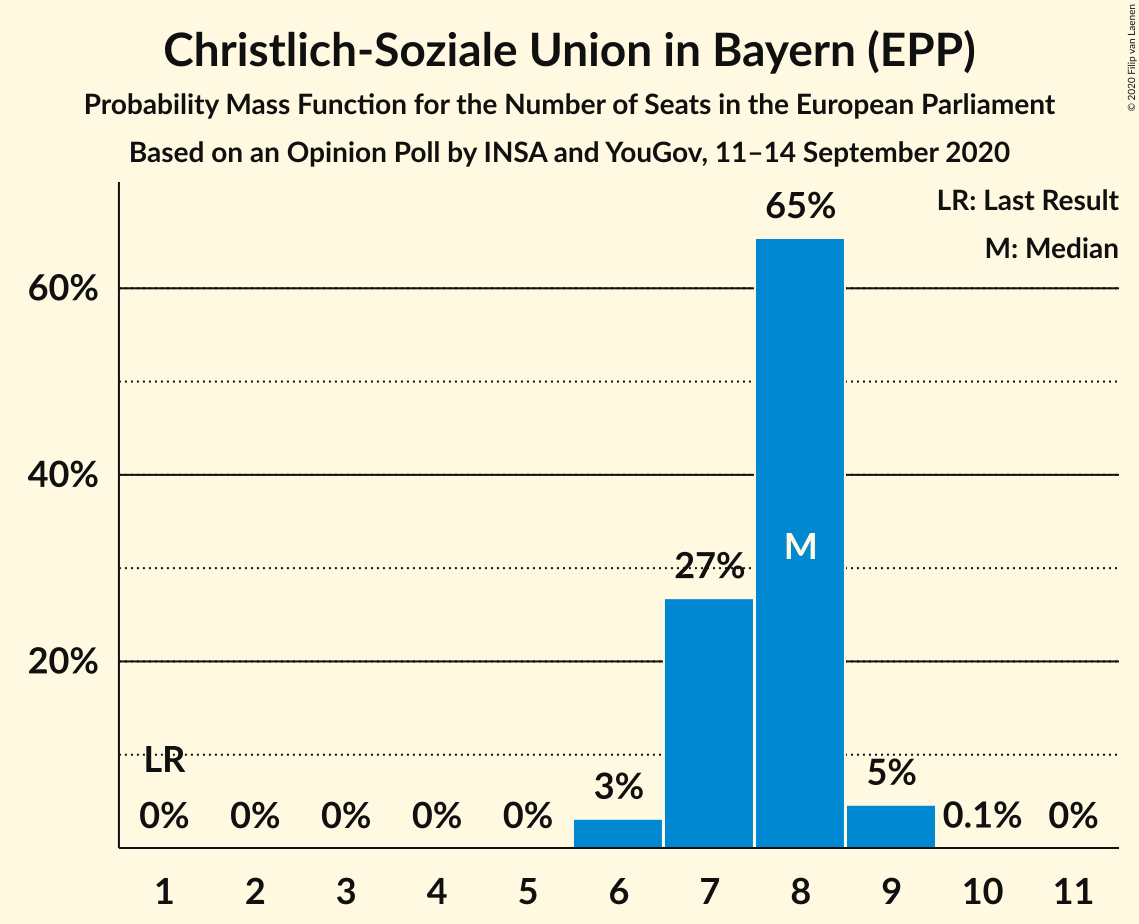 Christlich-Soziale Union in Bayern (EPP)
Probability Mass Function for the Number of Seats in the European Parliament
Based on an Opinion Poll by INSA and YouGov, 11–14 September 2020
© 2020 Filip van Laenen
LR: Last Result
M: Median
65%
60%
40%
M
27%
20%
LR
3%
5%
0% 0% 0% 0% 0% 0.1% 0%
1 2 3 4 5 6 7 8 9 10 11